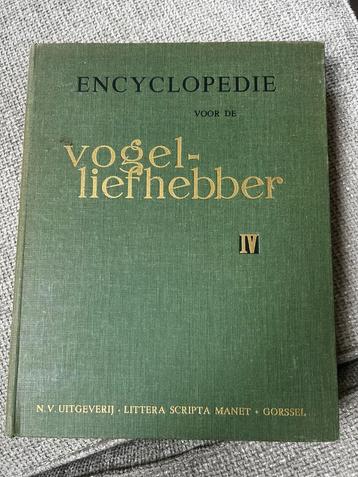 ENCYCLOPEDIE
VOOR DE
vogel-
liefhebber
IV
N.V. UITGEVERIJ · LITTERA SCRIPTA MANET · GORSSEL